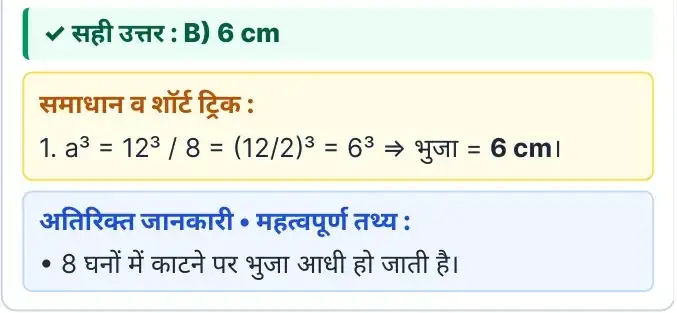 ✓ सही उत्तर : B) 6 cm
समाधान व शॉर्ट ट्रिक :
1. a³ = 12³ / 8 = (12/2)³ = 6³ ⇒ भुजा = 6 cm।
अतिरिक्त जानकारी • महत्वपूर्ण तथ्य :
• 8 घनों में काटने पर भुजा आधी हो जाती है।